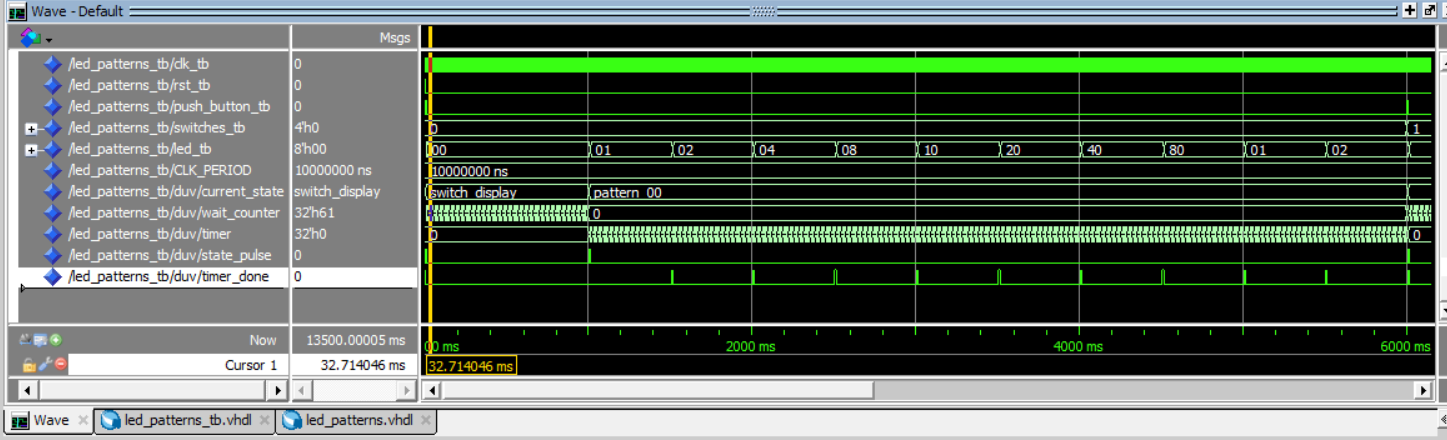 Wave - Default
Msgs
/led_patterns_tb/clk_tb 0
/led_patterns_tb/rst_tb 0
/led_patterns_tb/push_button_tb 0
/led_patterns_tb/switches_tb 4'h0 0 1
/led_patterns_tb/led_tb 8'h00 00 01 02 04 08 10 20 40 80 01 02
/led_patterns_tb/CLK_PERIOD 10000000 ns 10000000 ns
/led_patterns_tb/duv/current_state switch_display switch_display pattern_00
/led_patterns_tb/duv/wait_counter 32'h61 0
/led_patterns_tb/duv/timer 32'h0 0 0
/led_patterns_tb/duv/state_pulse 0
/led_patterns_tb/duv/timer_done 0
Now 13500.00005 ms 0 ms 2000 ms 4000 ms 6000 ms
Cursor 1 32.714046 ms 32.714046 ms
Wave led_patterns_tb.vhdl led_patterns.vhdl